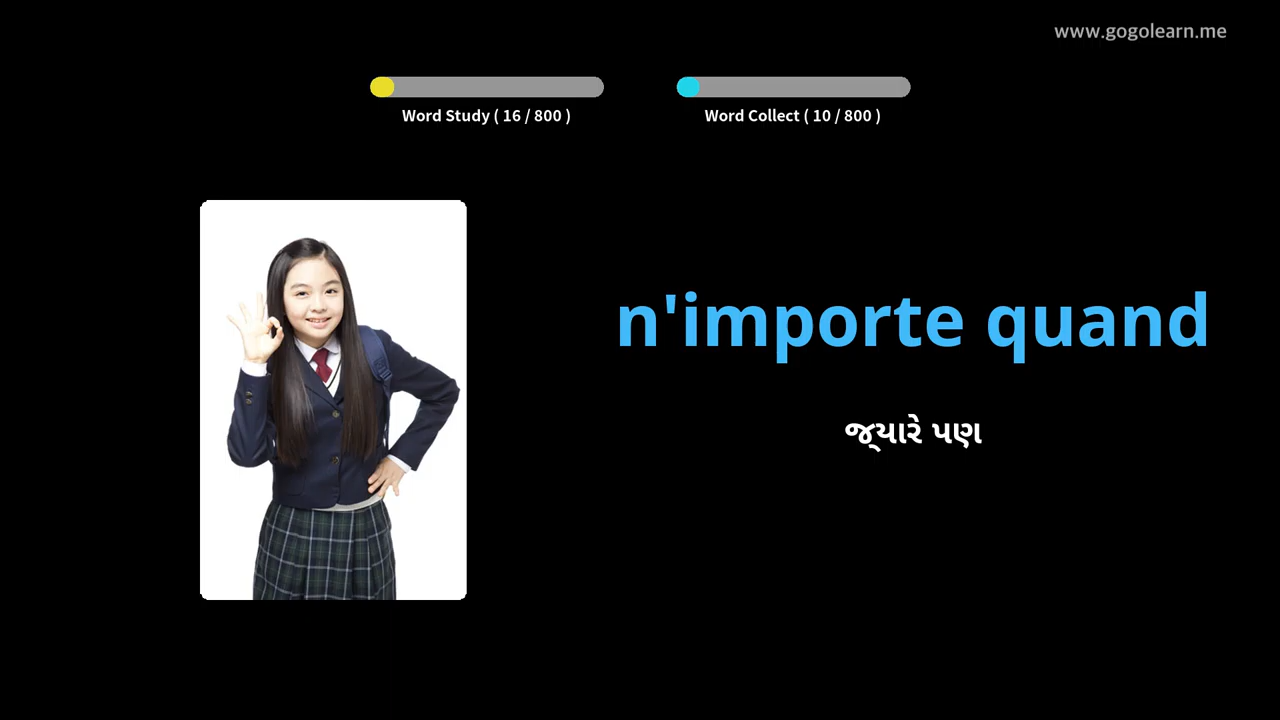 www.gogolearn.me
Word Study ( 16 / 800 )
Word Collect ( 10 / 800 )
n'importe quand
જ્યારે પણ